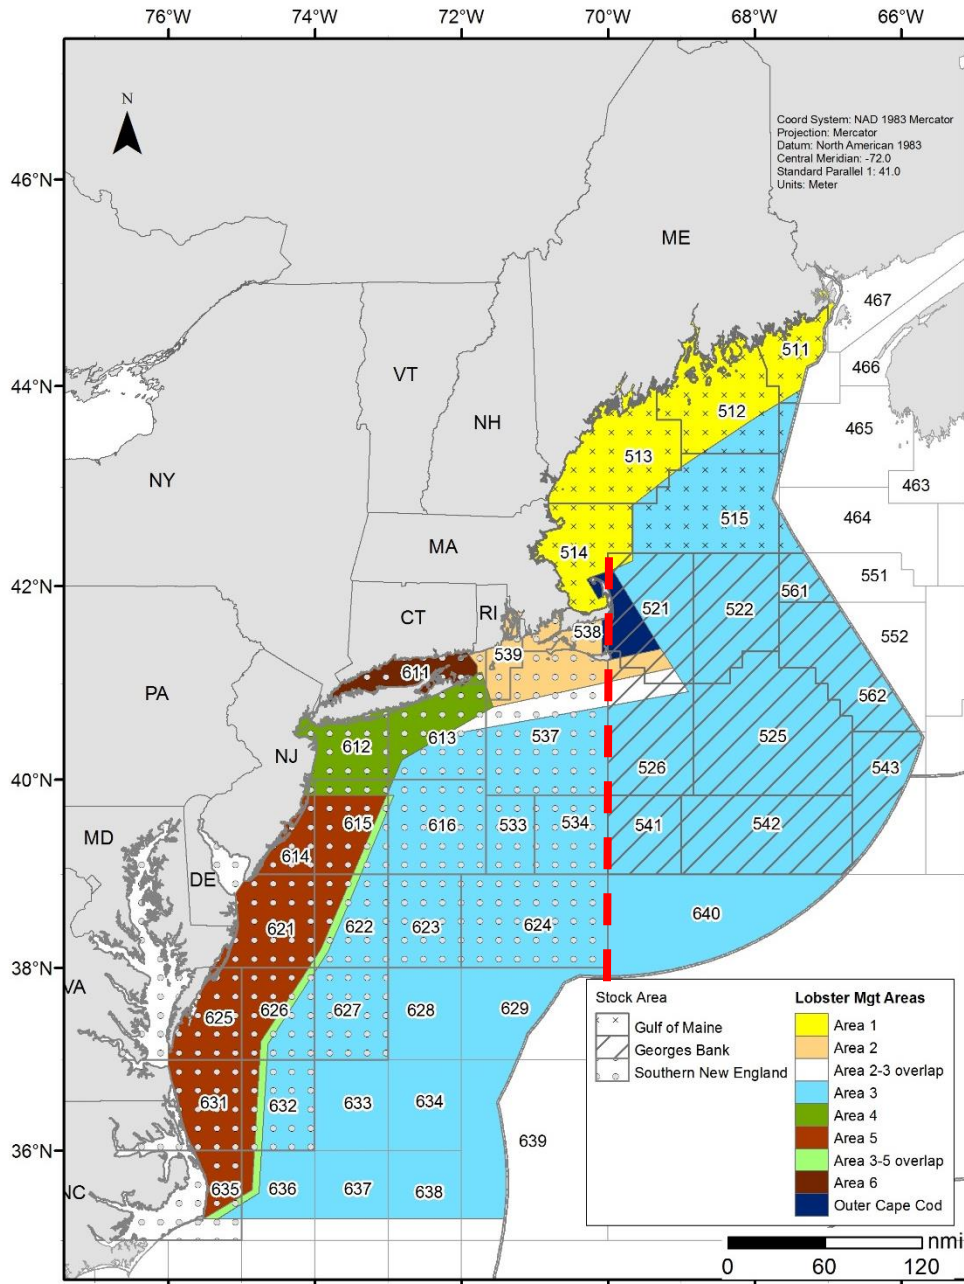 76°W 74°W 72°W 70°W 68°W 66°W
N
Coord System: NAD 1983 Mercator
Projection: Mercator
Datum: North American 1983
Central Meridian: -72.0
Standard Parallel 1: 41.0
Units: Meter
46°N
ME
467
511
466
44°N
VT
512
NH
465
513
NY
463
515
464
MA
514
551
42°N
561
521
522
CT
RI
538
552
539
611
PA
562
613
537
525
612
NJ
526
543
40°N
615
616
533
534
541
542
MD
614
DE
640
621
622
623
624
38°N
VA
625
626
627
628
629
631
632
633
634
36°N
639
NC
635
636
637
638
Stock Area
Gulf of Maine
Georges Bank
Southern New England
Lobster Mgt Areas
Area 1
Area 2
Area 2-3 overlap
Area 3
Area 4
Area 5
Area 3-5 overlap
Area 6
Outer Cape Cod
nmi
0 60 120